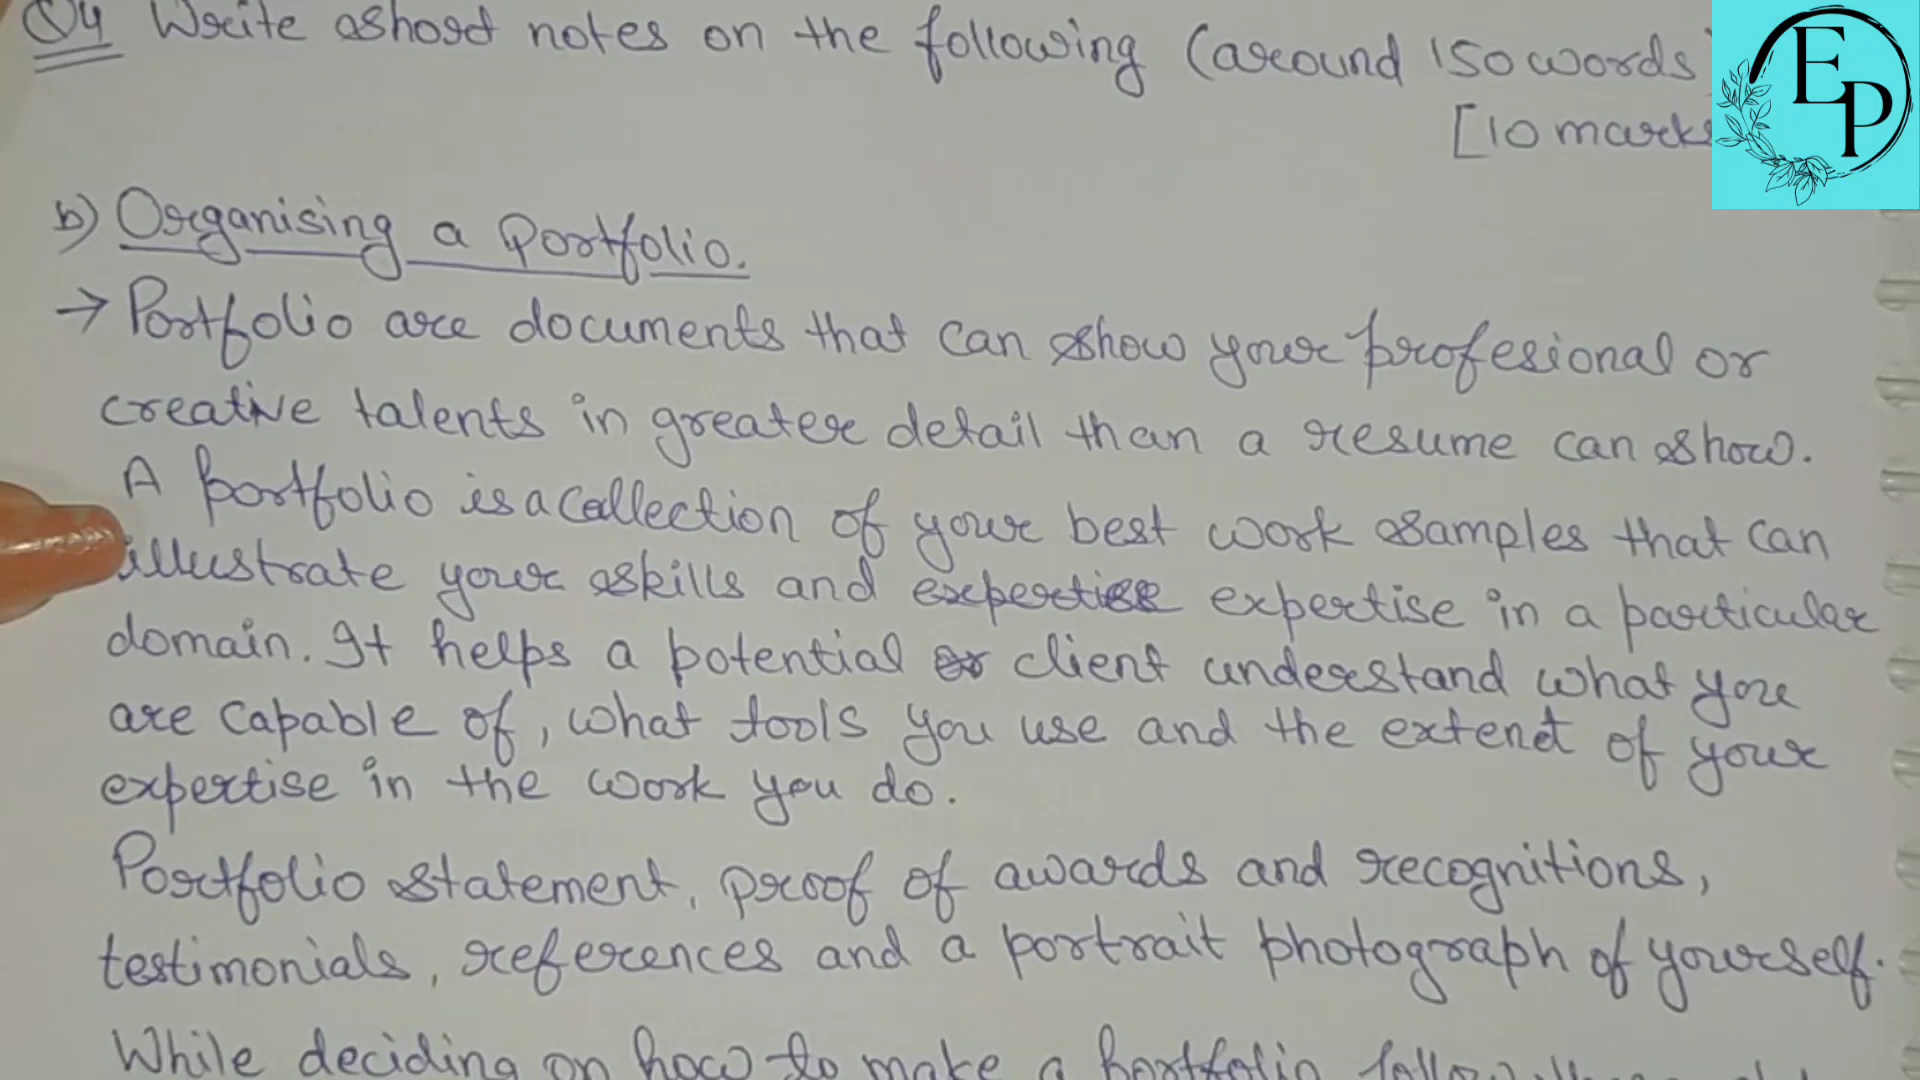 Q4 Write short notes on the following (around 150 words)
[10 marks
EP
b) Organising a Portfolio.
→ Portfolio are documents that can show your profesional or
creative talents in greater detail than a resume can show.
A portfolio is a collection of your best work samples that can
illustrate your skills and expertise expertise in a particular
domain. It helps a potential or client understand what you
are capable of, what tools you use and the extent of your
expertise in the work you do.
Portfolio statement, proof of awards and recognitions,
testimonials, references and a portrait photograph of yourself.
While deciding on how to make a portfolio follow